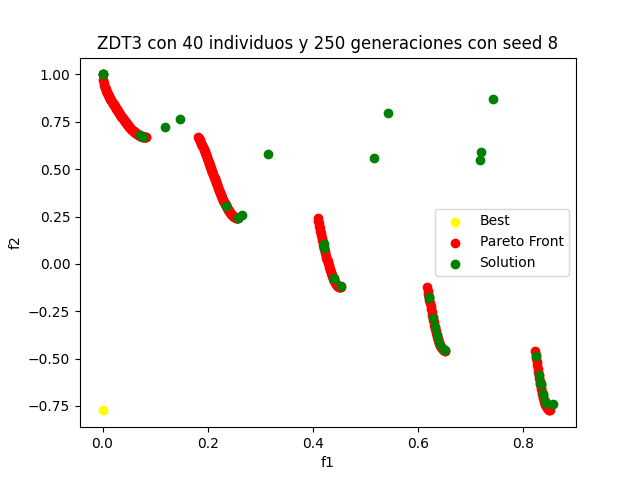 ZDT3 con 40 individuos y 250 generaciones con seed 8
1.00
0.75
0.50
0.25
0.00
−0.25
−0.50
−0.75
f2
Best
Pareto Front
Solution
0.0 0.2 0.4 0.6 0.8
f1